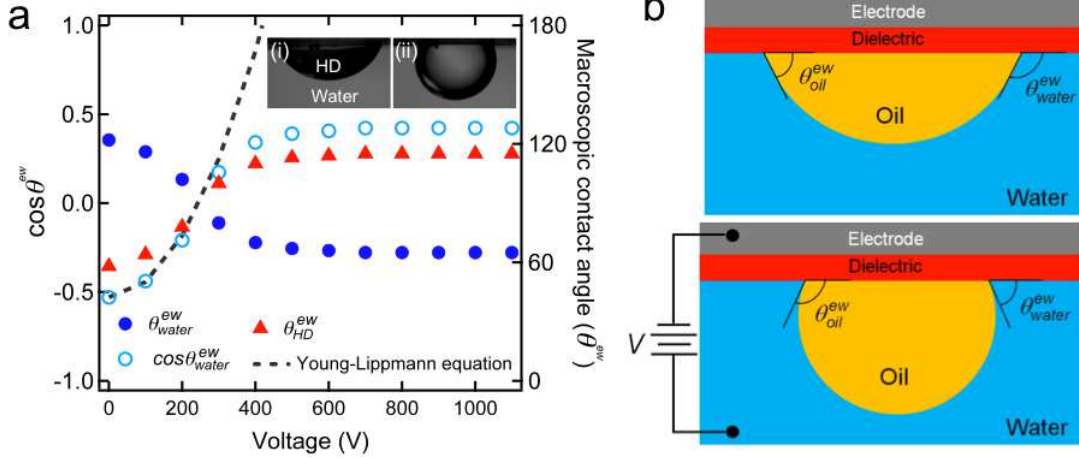 a
cosθ^ew
1.0
0.5
0.0
-0.5
-1.0
180
120
60
0
Macroscopic contact angle (θ^ew)
(i)
HD
Water
(ii)
θ^ew_water
θ^ew_HD
cosθ^ew_water
Young-Lippmann equation
0
200
400
600
800
1000
Voltage (V)
b
Electrode
Dielectric
θ^ew_oil
θ^ew_water
Oil
Water
Electrode
Dielectric
θ^ew_oil
θ^ew_water
V
Oil
Water